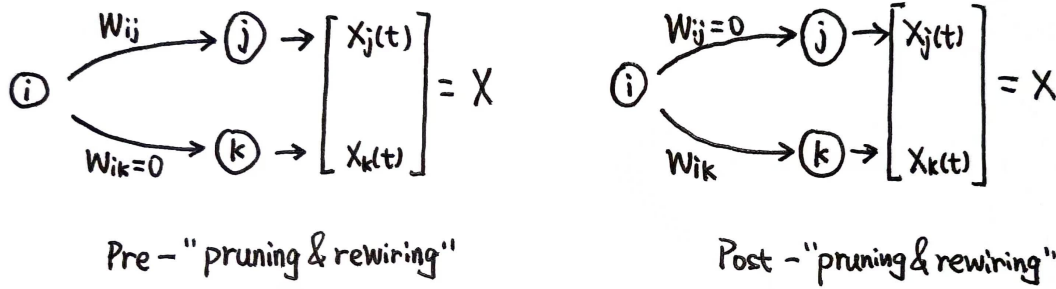 Wij
i
j
Xj(t)
= X
Wik=0
k
Xk(t)
Pre - "pruning & rewiring"
Wij=0
i
j
Xj(t)
= X
Wik
k
Xk(t)
Post - "pruning & rewiring"